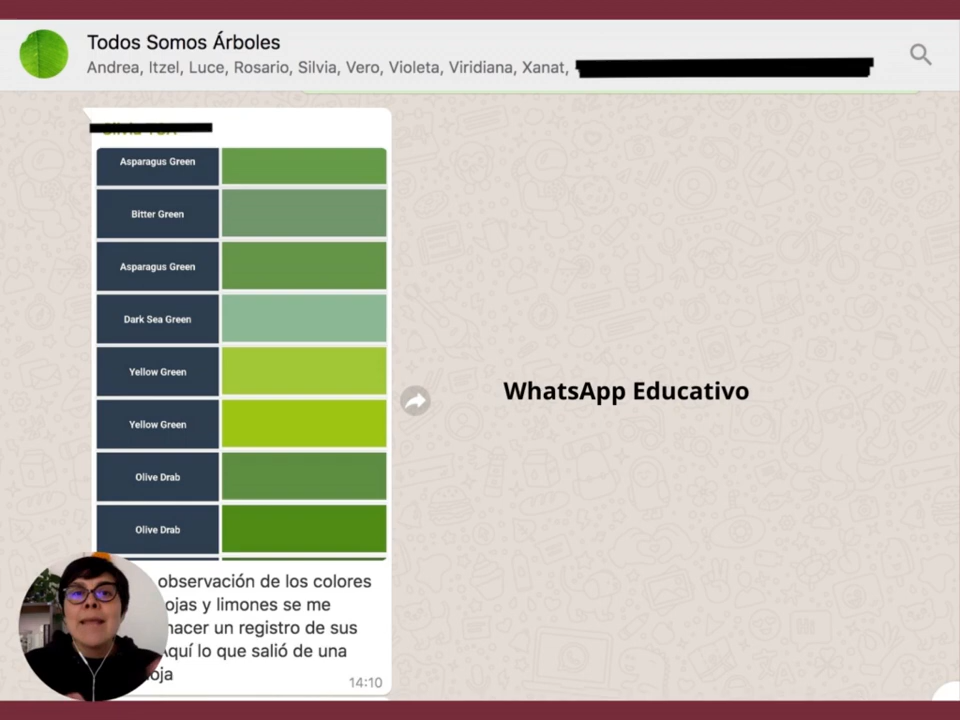 Todos Somos Árboles
Andrea, Itzel, Luce, Rosario, Silvia, Vero, Violeta, Viridiana, Xanat,
Asparagus Green
Bitter Green
Asparagus Green
Dark Sea Green
Yellow Green
Yellow Green
Olive Drab
Olive Drab
observación de los colores
ojas y limones se me
hacer un registro de sus
Aquí lo que salió de una
oja
14:10
WhatsApp Educativo